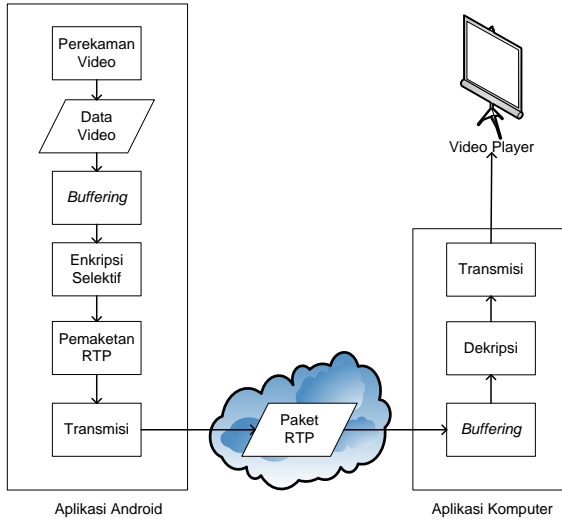 Perekaman
Video
Data
Video
Buffering
Enkripsi
Selektif
Pemaketan
RTP
Transmisi
Aplikasi Android
Paket
RTP
Video Player
Transmisi
Dekripsi
Buffering
Aplikasi Komputer